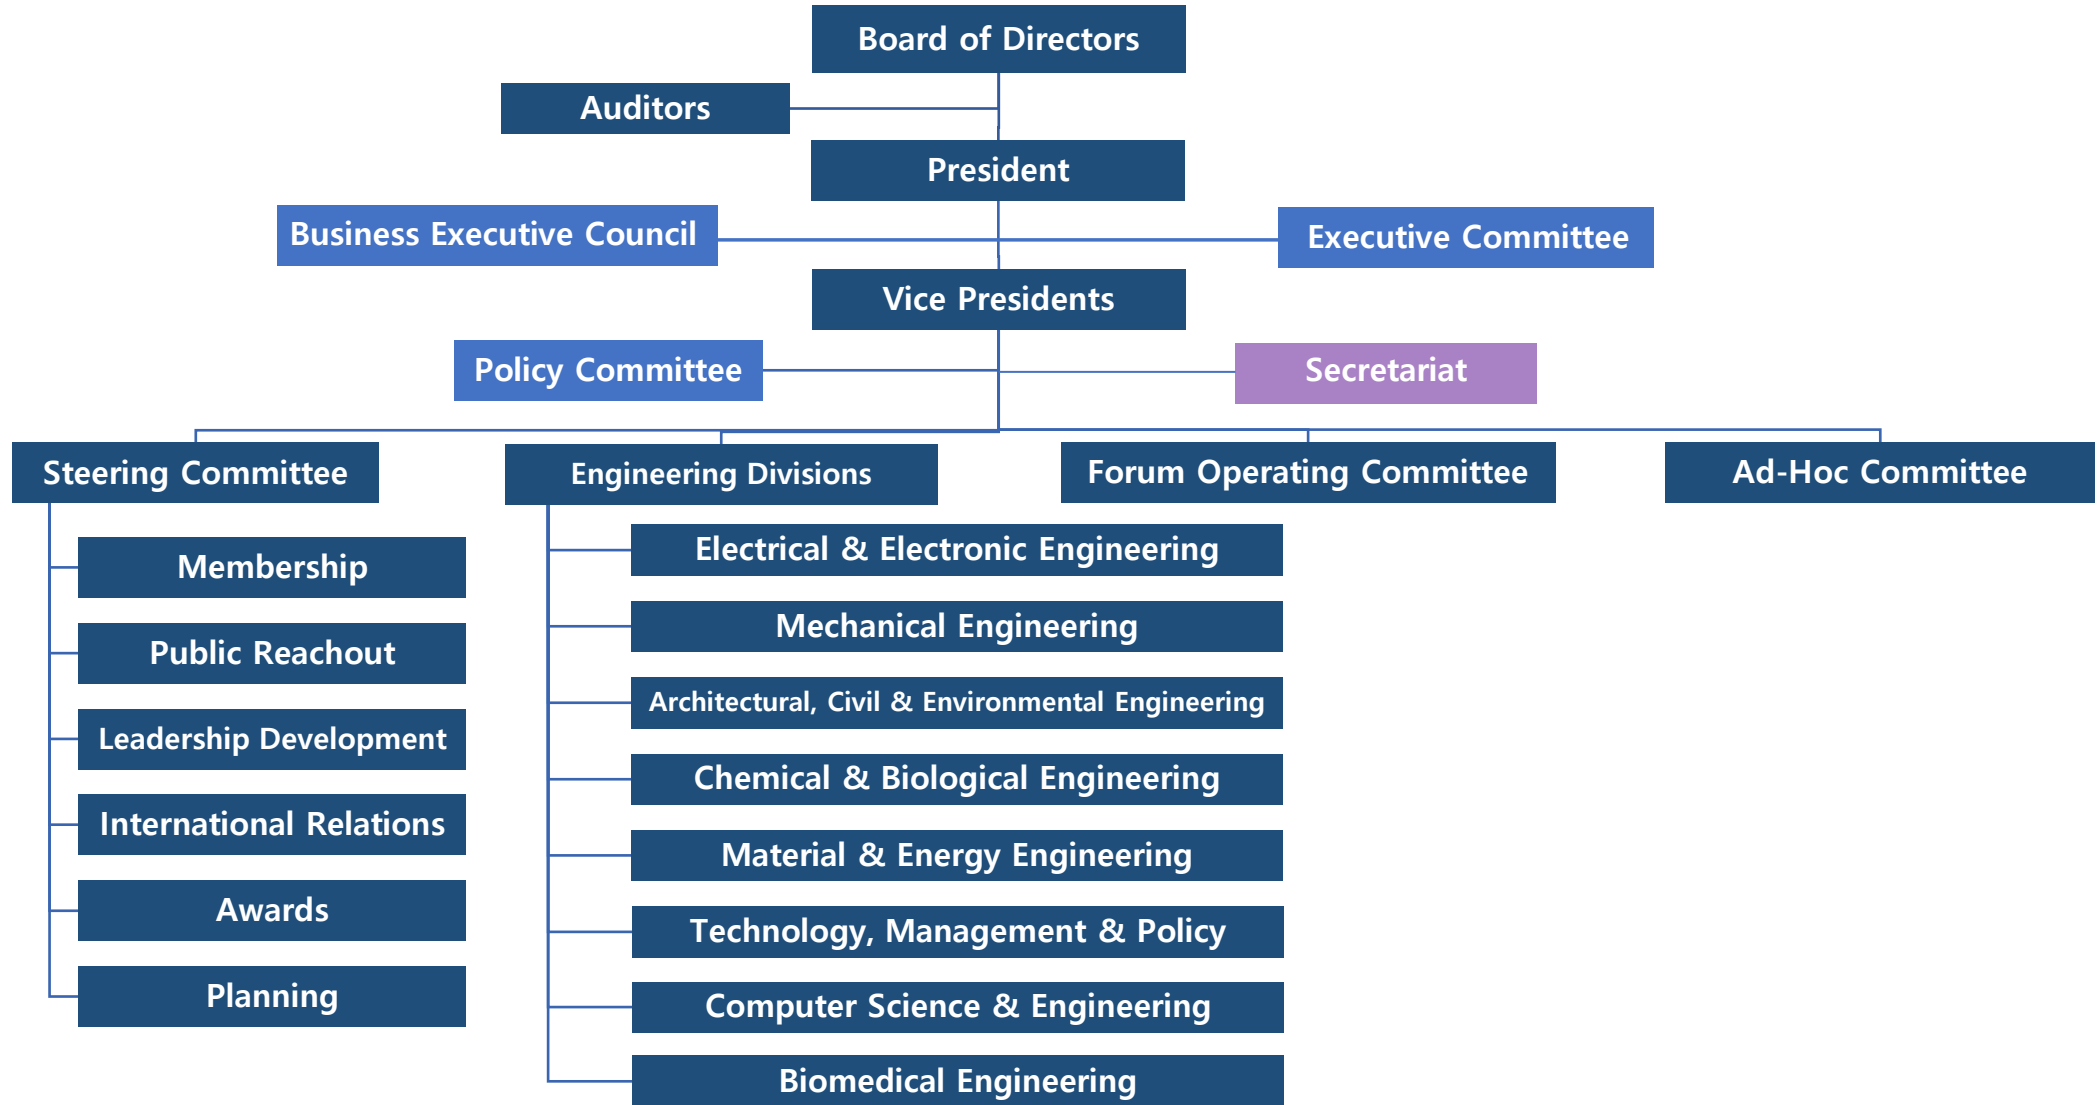 Board of Directors
Auditors
President
Business Executive Council
Executive Committee
Vice Presidents
Policy Committee
Secretariat
Steering Committee
Engineering Divisions
Forum Operating Committee
Ad-Hoc Committee
Membership
Public Reachout
Leadership Development
International Relations
Awards
Planning
Electrical & Electronic Engineering
Mechanical Engineering
Architectural, Civil & Environmental Engineering
Chemical & Biological Engineering
Material & Energy Engineering
Technology, Management & Policy
Computer Science & Engineering
Biomedical Engineering